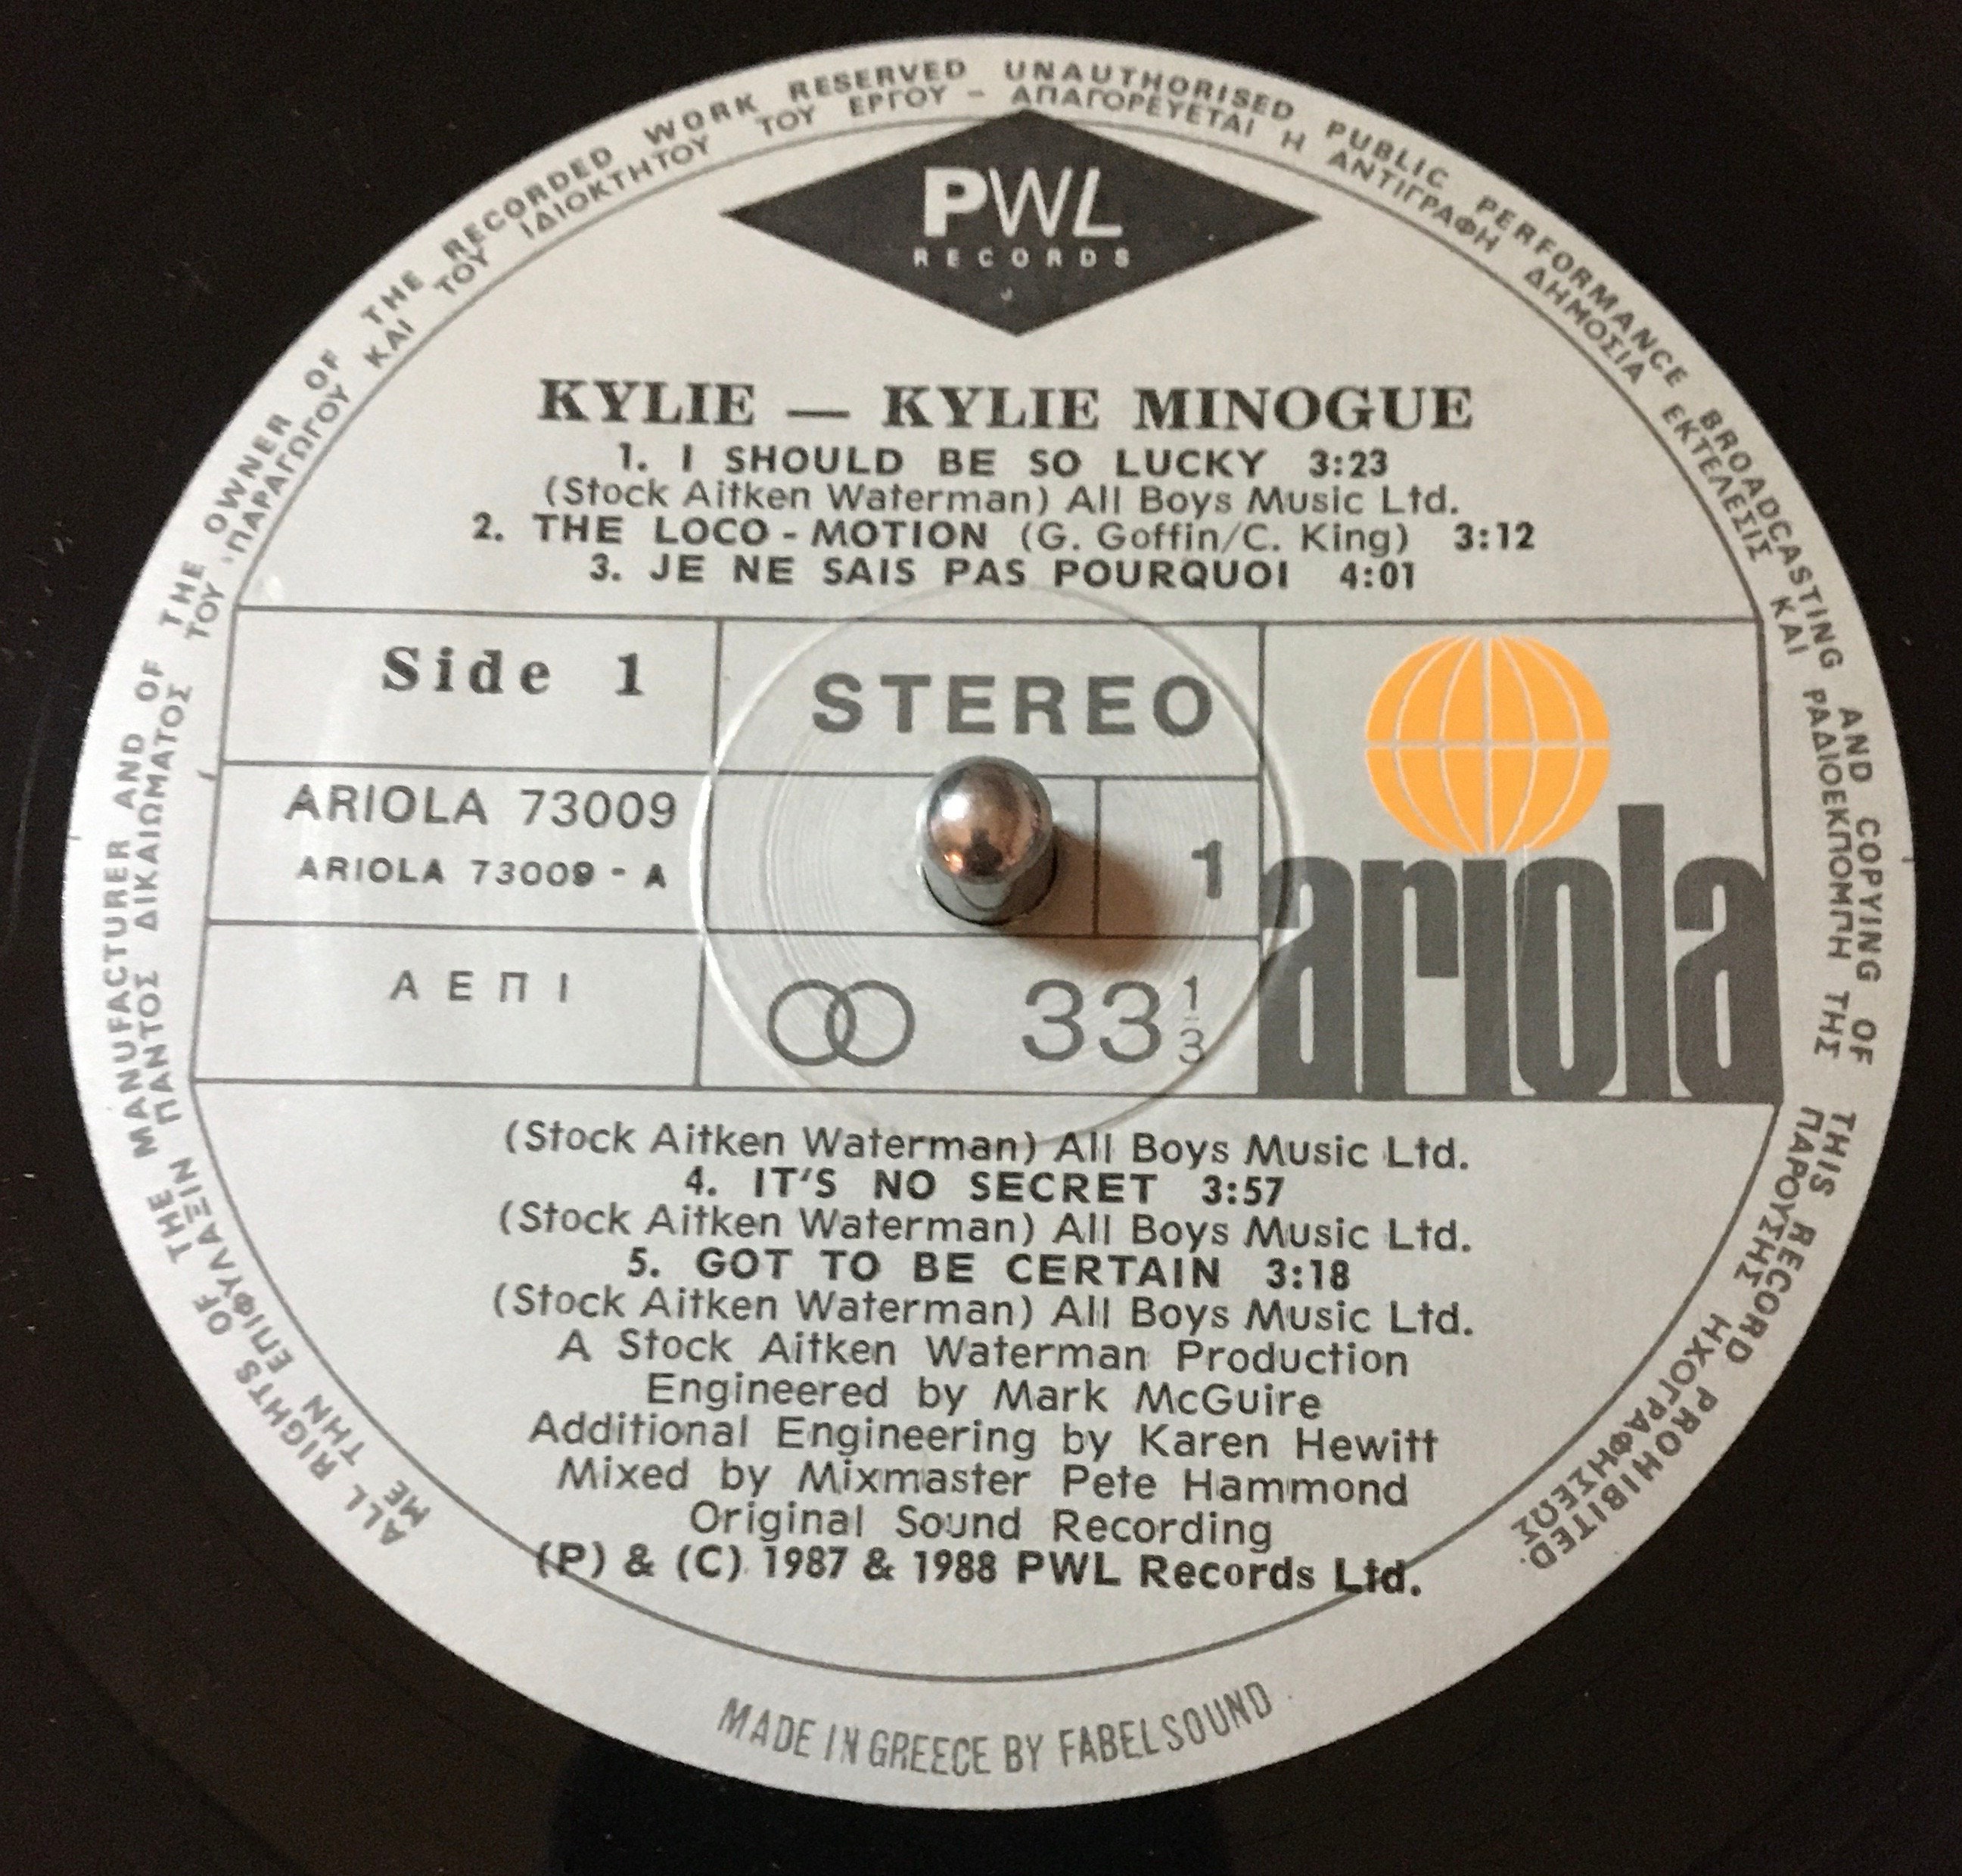 ALL RIGHTS OF THE MANUFACTURER AND OF THE OWNER OF THE RECORDED WORK RESERVED UNAUTHORISED PUBLIC PERFORMANCE BROADCASTING AND COPYING OF THIS RECORD PROHIBITED.
ΜΕ ΤΗΝ ΕΠΙΦΥΛΑΞΙΝ ΠΑΝΤΟΣ ΔΙΚΑΙΩΜΑΤΟΣ ΤΟΥ ΠΑΡΑΓΩΓΟΥ ΚΑΙ ΤΟΥ ΙΔΙΟΚΤΗΤΟΥ ΤΟΥ ΕΡΓΟΥ - ΑΠΑΓΟΡΕΥΕΤΑΙ Η ΑΝΤΙΓΡΑΦΗ ΔΗΜΟΣΙΑ ΕΚΤΕΛΕΣΙΣ ΚΑΙ ΡΑΔΙΟΕΚΠΟΜΠΗ ΤΗΣ ΠΑΡΟΥΣΗΣ ΗΧΟΓΡΑΦΗΣΕΩΣ.
PWL
RECORDS
KYLIE — KYLIE MINOGUE
1. I SHOULD BE SO LUCKY 3:23
(Stock Aitken Waterman) All Boys Music Ltd.
2. THE LOCO-MOTION (G. Goffin/C. King) 3:12
3. JE NE SAIS PAS POURQUOI 4:01
Side 1
STEREO
ARIOLA 73009
ARIOLA 73009 - A
1
ariola
ΑΕΠΙ
33 1/3
(Stock Aitken Waterman) All Boys Music Ltd.
4. IT'S NO SECRET 3:57
(Stock Aitken Waterman) All Boys Music Ltd.
5. GOT TO BE CERTAIN 3:18
(Stock Aitken Waterman) All Boys Music Ltd.
A Stock Aitken Waterman Production
Engineered by Mark McGuire
Additional Engineering by Karen Hewitt
Mixed by Mixmaster Pete Hammond
Original Sound Recording
(P) & (C) 1987 & 1988 PWL Records Ltd.
MADE IN GREECE BY FABELSOUND